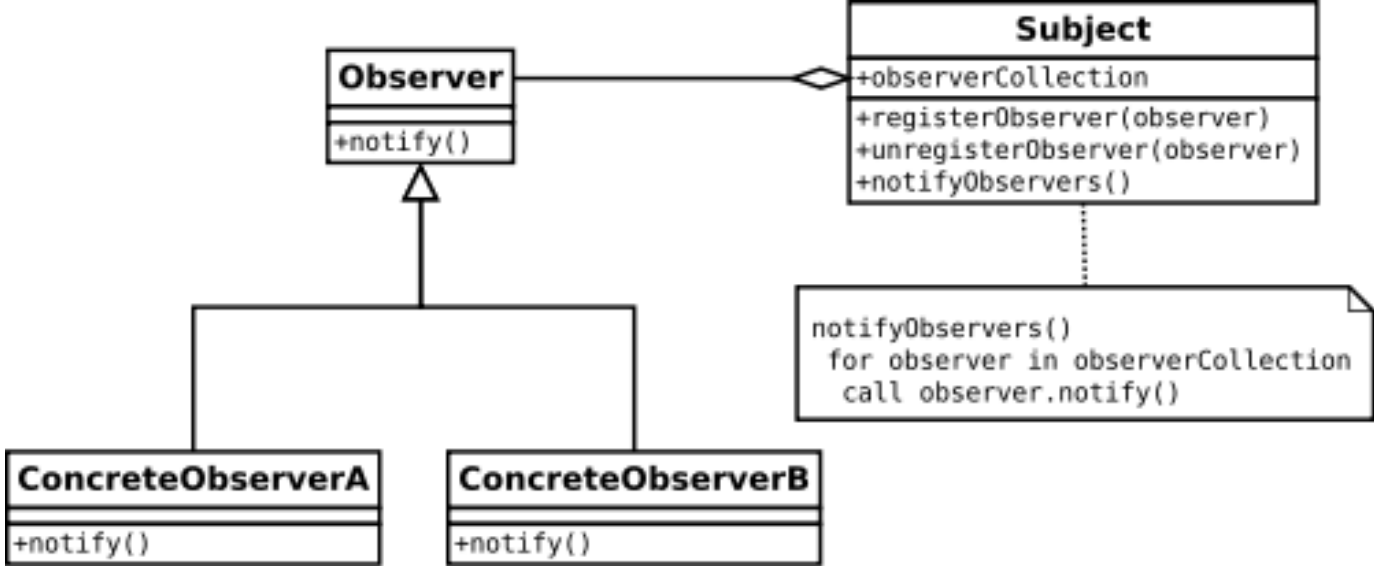 Subject
+observerCollection
+registerObserver(observer)
+unregisterObserver(observer)
+notifyObservers()
Observer
+notify()
notifyObservers()
for observer in observerCollection
call observer.notify()
ConcreteObserverA
+notify()
ConcreteObserverB
+notify()